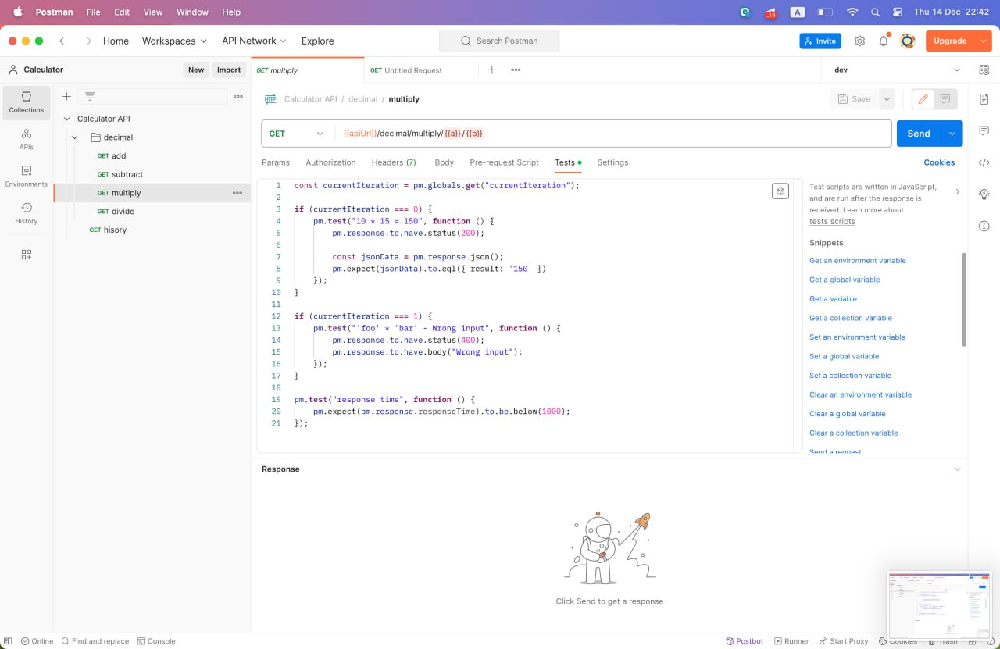 Postman File Edit View Window Help 19 A Thu 14 Dec 22:42
Home Workspaces API Network Explore Search Postman Invite Upgrade
Calculator New Import GET multiply GET Untitled Request dev
Collections
APIs
Environments
History
Calculator API
decimal
GET add
GET subtract
GET multiply
GET divide
GET hisory
HTTP Calculator API / decimal / multiply Save
GET {{apiUrl}}/decimal/multiply/{{a}}/{{b}} Send
Params Authorization Headers (7) Body Pre-request Script Tests Settings Cookies
1 const currentIteration = pm.globals.get("currentIteration");
2
3 if (currentIteration === 0) {
4 pm.test("10 * 15 = 150", function () {
5 pm.response.to.have.status(200);
6
7 const jsonData = pm.response.json();
8 pm.expect(jsonData).to.eql({ result: '150' })
9 });
10 }
11
12 if (currentIteration === 1) {
13 pm.test("'foo' * 'bar' - Wrong input", function () {
14 pm.response.to.have.status(400);
15 pm.response.to.have.body("Wrong input");
16 });
17 }
18
19 pm.test("response time", function () {
20 pm.expect(pm.response.responseTime).to.be.below(1000);
21 });
Test scripts are written in JavaScript,
and are run after the response is
received. Learn more about
tests scripts
Snippets
Get an environment variable
Get a global variable
Get a variable
Get a collection variable
Set an environment variable
Set a global variable
Set a collection variable
Clear an environment variable
Clear a global variable
Clear a collection variable
Send a request
Response
Click Send to get a response
Online Find and replace Console Postbot Runner Start Proxy Cookies Trash